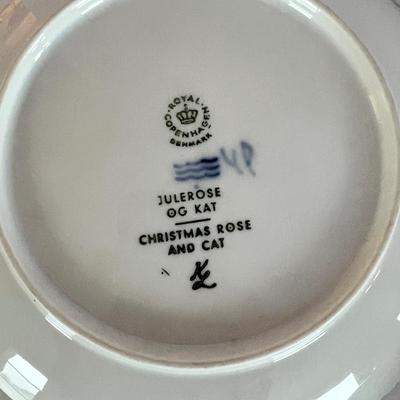 ROYAL
COPENHAGEN
DENMARK
JULEROSE
OG KAT
CHRISTMAS ROSE
AND CAT